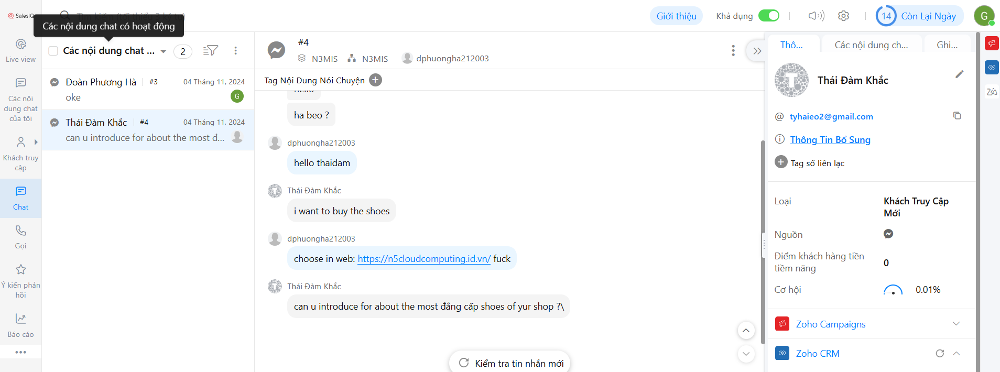 SalesIQ
Tìm kiếm (tối thiểu 3 ký tự)
Các nội dung chat có hoạt động
Giới thiệu
Khả dụng
14
Còn Lại Ngày
G
Live view
Các nội
dung chat
của tôi
Khách truy
cập
Chat
Gọi
Ý kiến phản
hồi
Báo cáo
Các nội dung chat ...
2
Đoàn Phương Hà
#3
04 Tháng 11, 2024
oke
G
Thái Đàm Khắc
#4
04 Tháng 11, 2024
can u introduce for about the most đ...
#4
N3MIS
N3MIS
dphuongha212003
Tag Nội Dung Nói Chuyện
hello
ha beo ?
dphuongha212003
hello thaidam
Thái Đàm Khắc
i want to buy the shoes
dphuongha212003
choose in web: https://n5cloudcomputing.id.vn/ fuck
Thái Đàm Khắc
can u introduce for about the most đẳng cấp shoes of yur shop ?\
Kiểm tra tin nhắn mới
Thô...
Các nội dung ch...
Ghi...
T
Thái Đàm Khắc
@ tyhaieo2@gmail.com
Thông Tin Bổ Sung
Tag số liên lạc
Loại
Khách Truy Cập
Mới
Nguồn
Điểm khách hàng tiền
tiềm năng
0
Cơ hội
0.01%
Zoho Campaigns
Zoho CRM